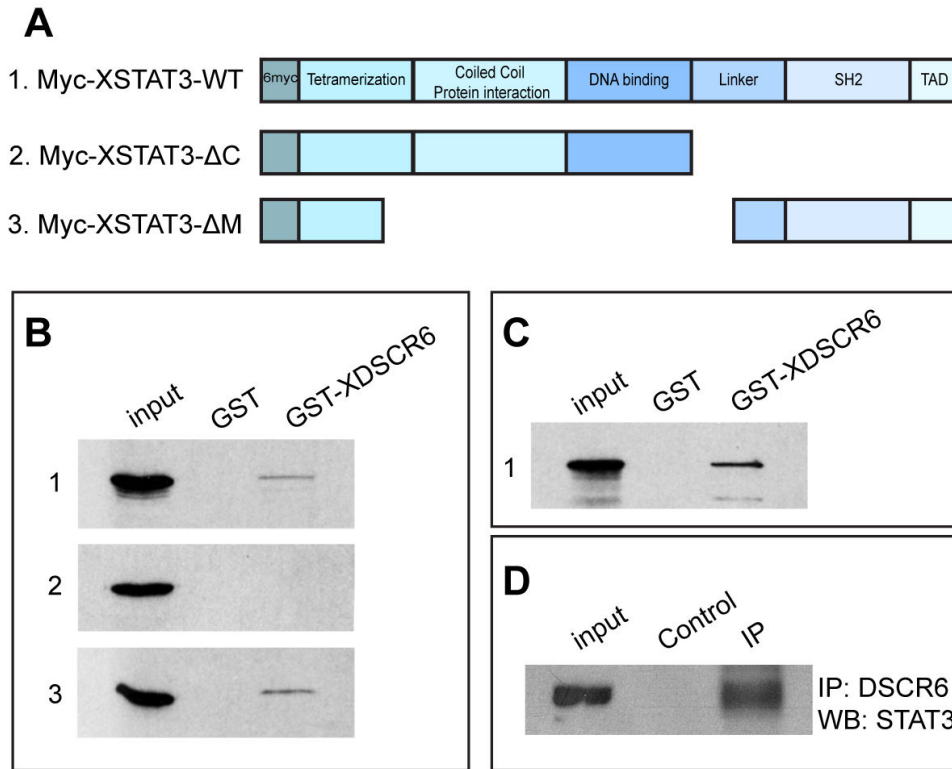 A
1. Myc-XSTAT3-WT
6myc Tetramerization Coiled Coil Protein interaction DNA binding Linker SH2 TAD
2. Myc-XSTAT3-ΔC
3. Myc-XSTAT3-ΔM
B
input GST GST-XDSCR6
1
2
3
C
input GST GST-XDSCR6
1
D
input Control IP
IP: DSCR6
WB: STAT3